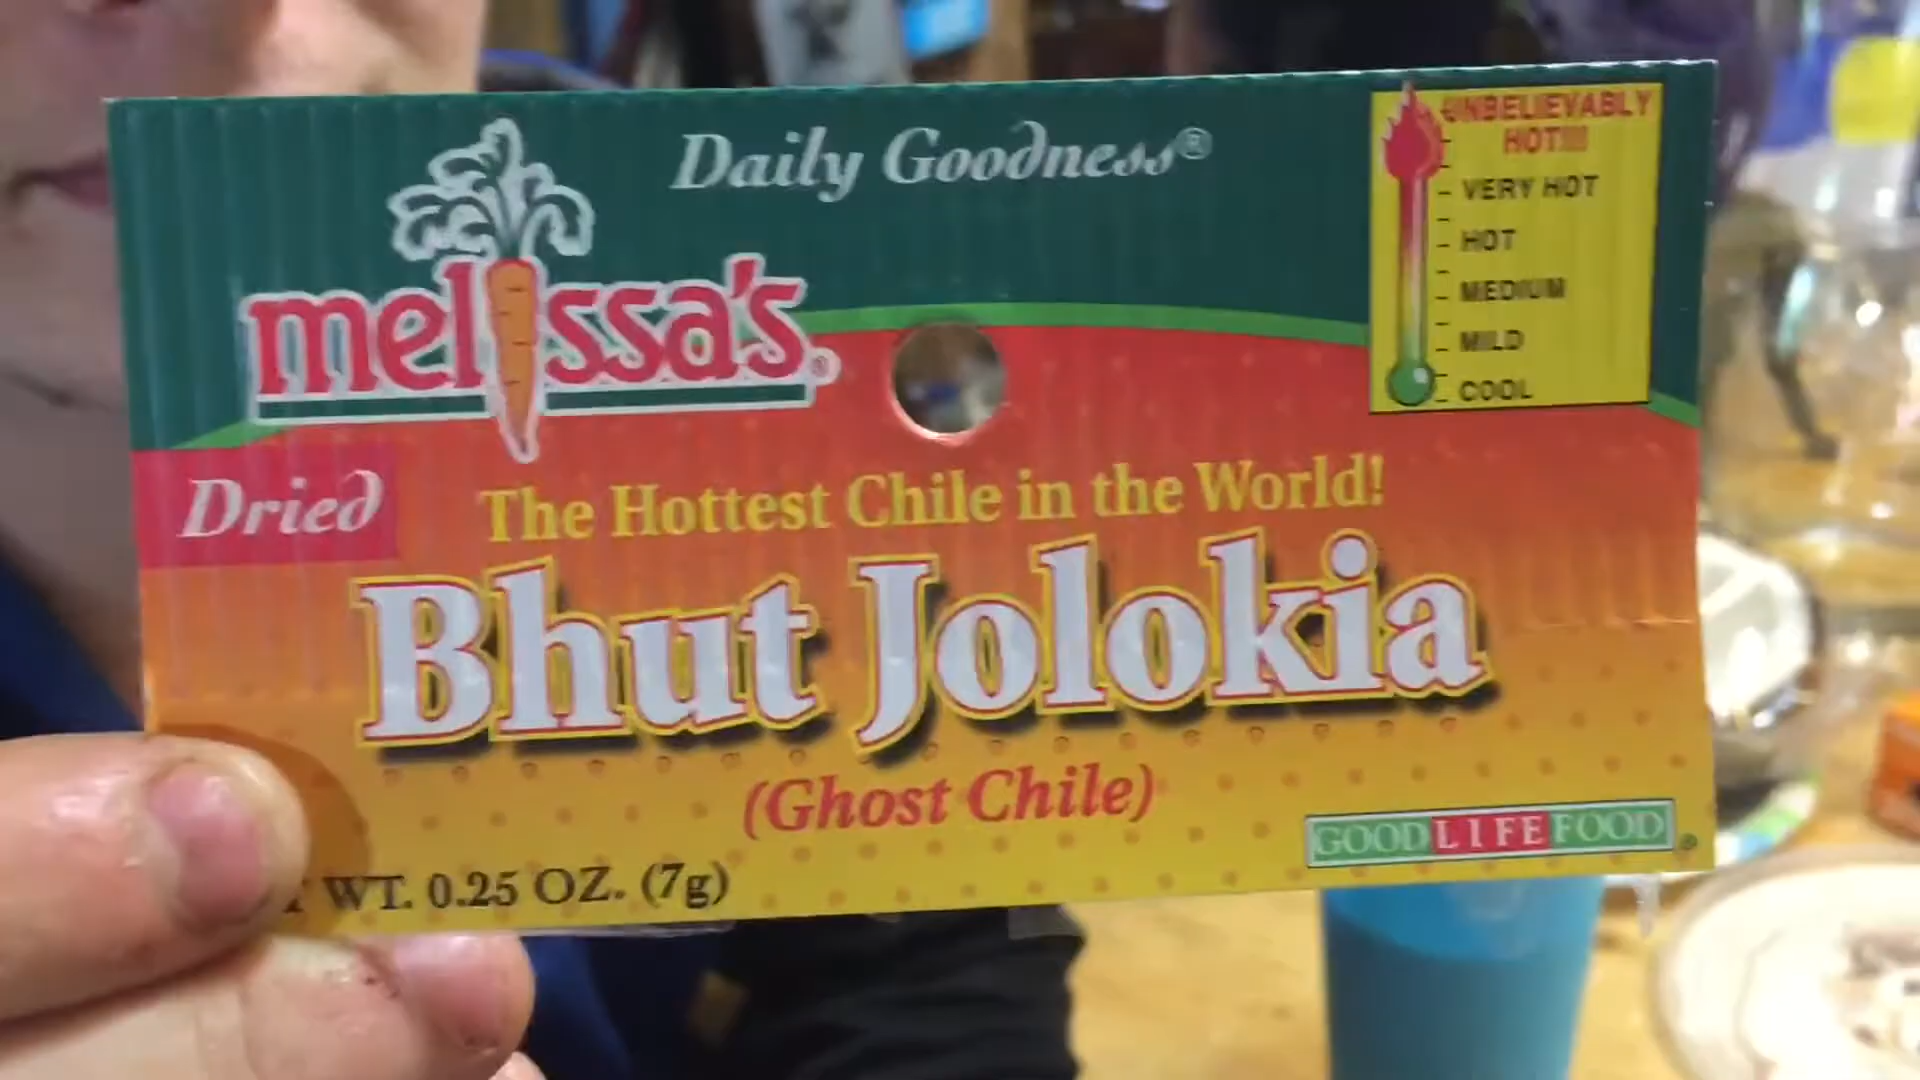 Daily Goodness®
melissa's®
UNBELIEVABLY
HOT!!!!
VERY HOT
HOT
MEDIUM
MILD
COOL
Dried
The Hottest Chile in the World!
Bhut Jolokia
(Ghost Chile)
WT. 0.25 OZ. (7g)
GOOD LIFE FOOD